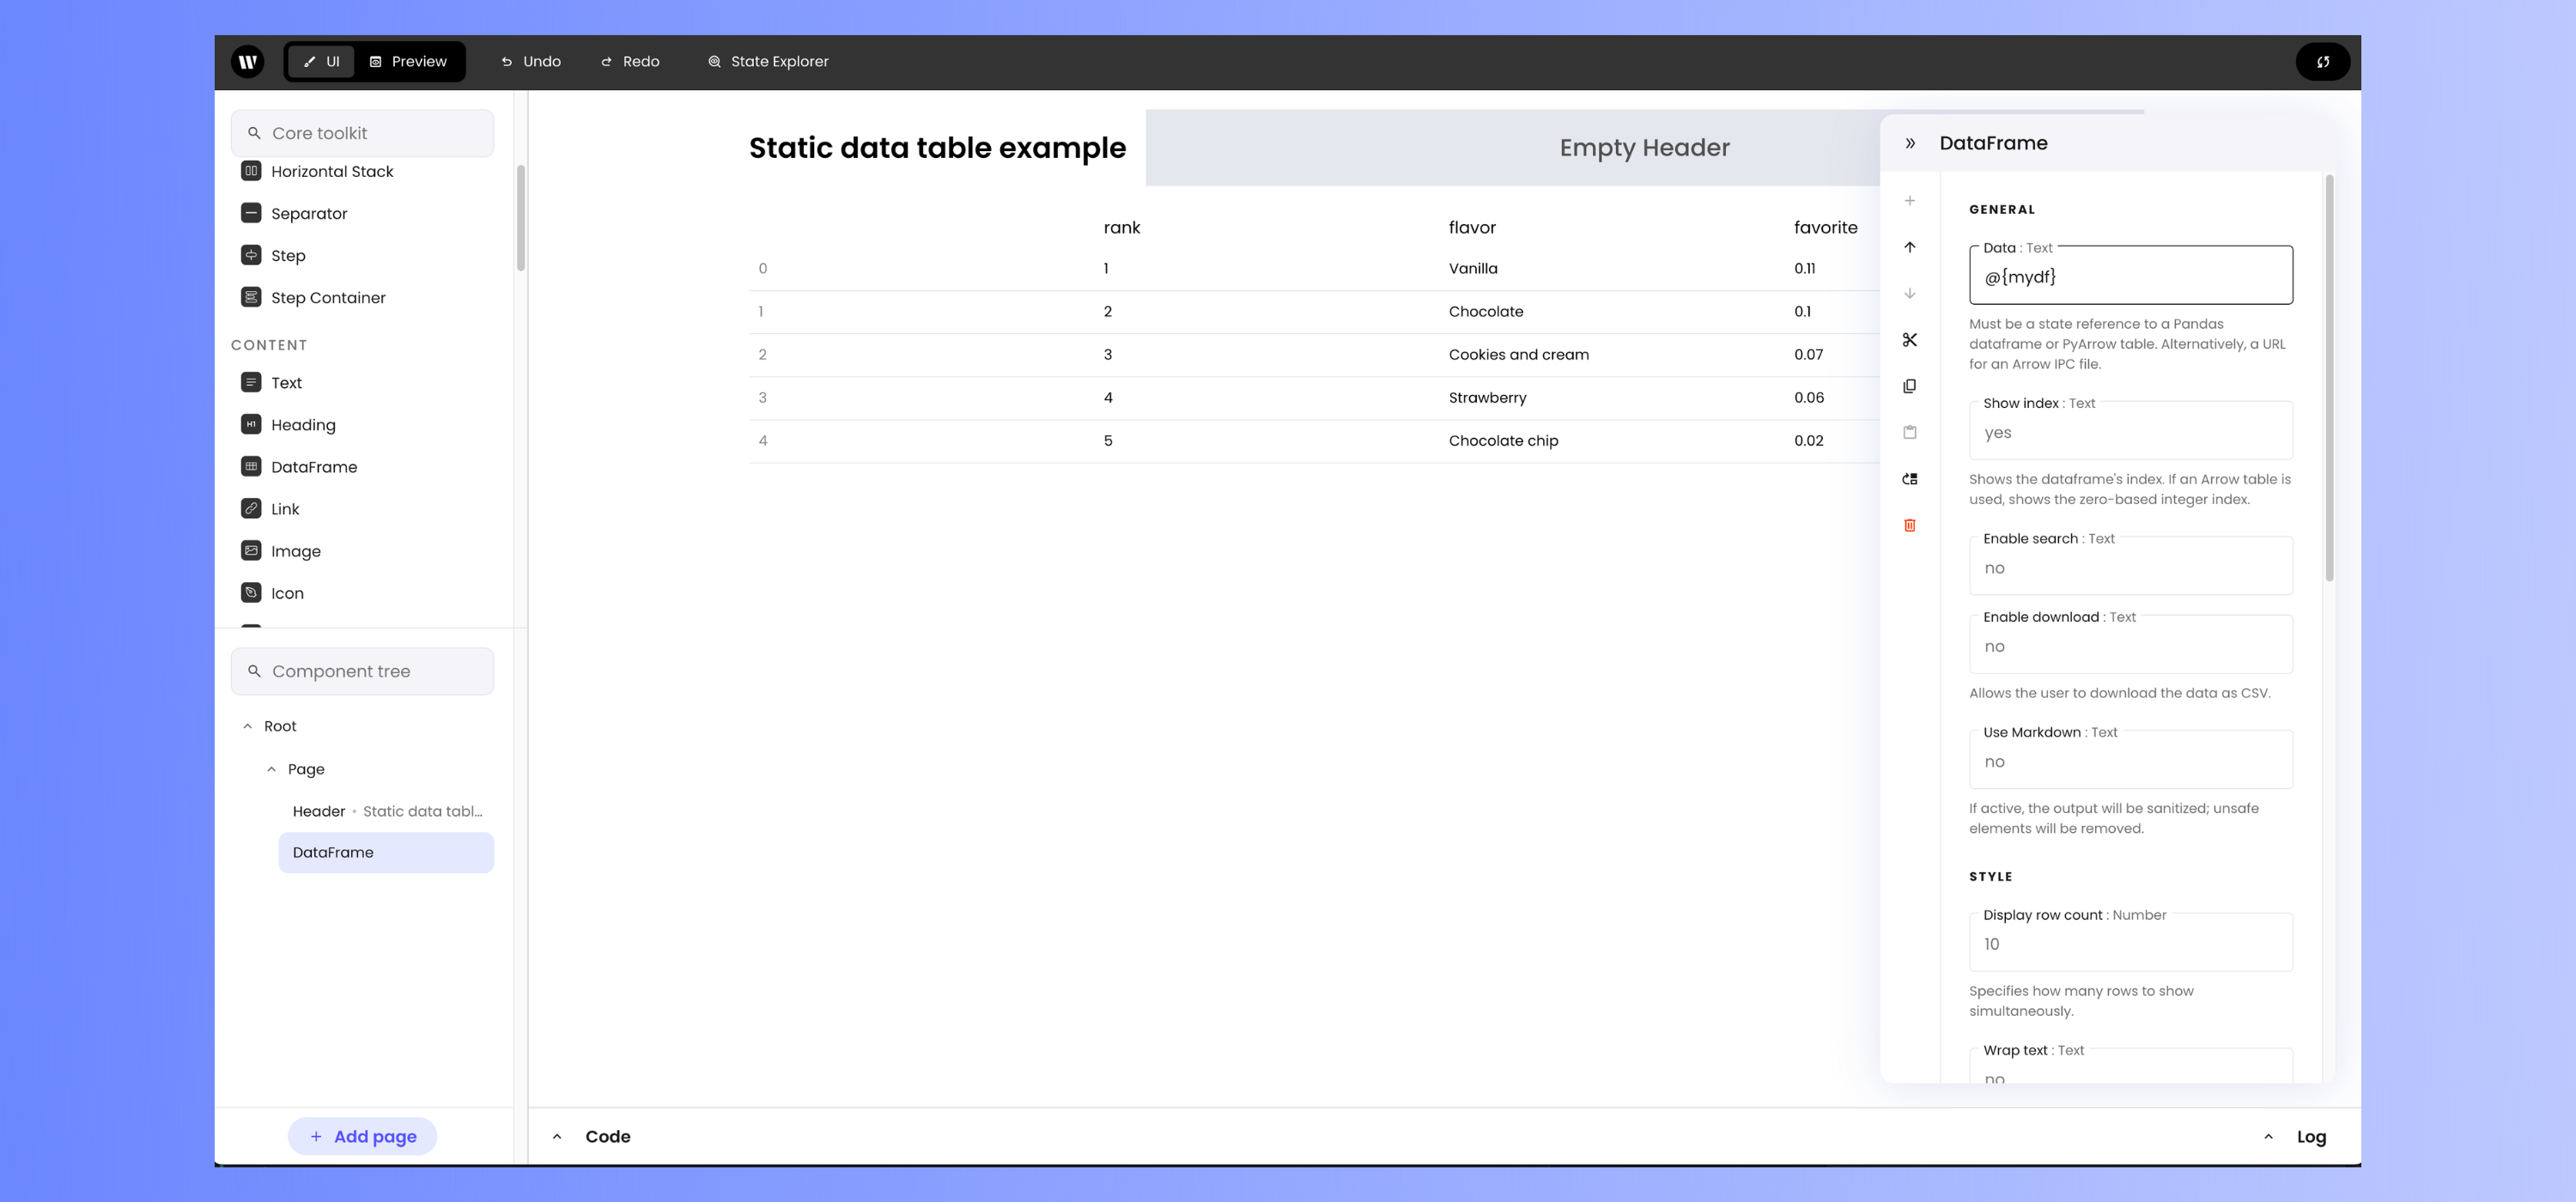 W UI Preview Undo Redo State Explorer
Core toolkit
Horizontal Stack
Separator
Step
Step Container
CONTENT
Text
H1 Heading
DataFrame
Link
Image
Icon
Component tree
Root
Page
Header • Static data tabl...
DataFrame
+ Add page
Static data table example
Empty Header
rank flavor favorite
0 1 Vanilla 0.11
1 2 Chocolate 0.1
2 3 Cookies and cream 0.07
3 4 Strawberry 0.06
4 5 Chocolate chip 0.02
Code
Log
DataFrame
GENERAL
Data : Text
@{mydf}
Must be a state reference to a Pandas
dataframe or PyArrow table. Alternatively, a URL
for an Arrow IPC file.
Show index : Text
yes
Shows the dataframe's index. If an Arrow table is
used, shows the zero-based integer index.
Enable search : Text
no
Enable download : Text
no
Allows the user to download the data as CSV.
Use Markdown : Text
no
If active, the output will be sanitized; unsafe
elements will be removed.
STYLE
Display row count : Number
10
Specifies how many rows to show
simultaneously.
Wrap text : Text
no